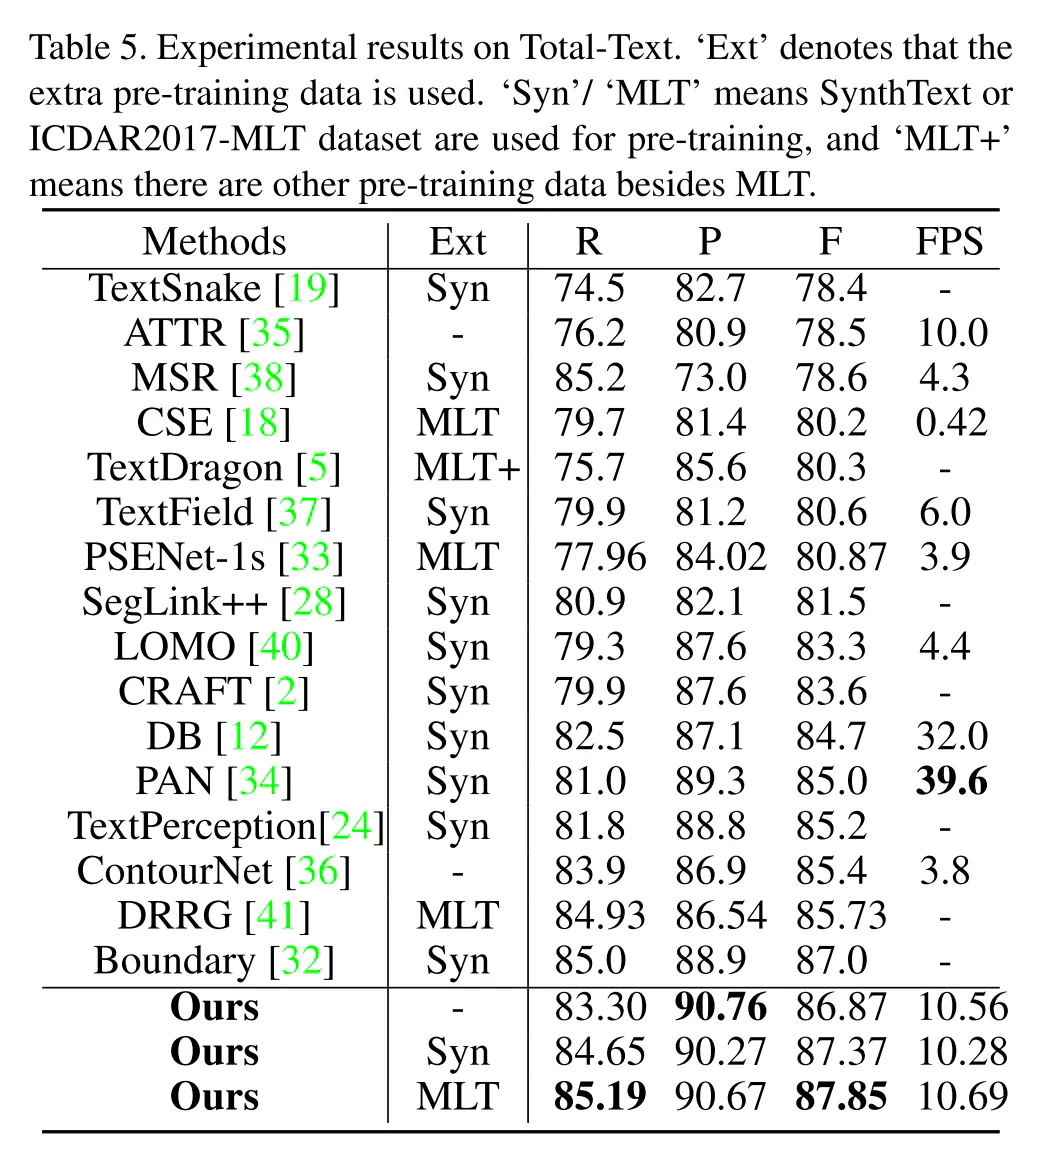 Table 5. Experimental results on Total-Text. ‘Ext’ denotes that the
extra pre-training data is used. ‘Syn’/ ‘MLT’ means SynthText or
ICDAR2017-MLT dataset are used for pre-training, and ‘MLT+’
means there are other pre-training data besides MLT.
Methods Ext R P F FPS
TextSnake [19] Syn 74.5 82.7 78.4 -
ATTR [35] - 76.2 80.9 78.5 10.0
MSR [38] Syn 85.2 73.0 78.6 4.3
CSE [18] MLT 79.7 81.4 80.2 0.42
TextDragon [5] MLT+ 75.7 85.6 80.3 -
TextField [37] Syn 79.9 81.2 80.6 6.0
PSENet-1s [33] MLT 77.96 84.02 80.87 3.9
SegLink++ [28] Syn 80.9 82.1 81.5 -
LOMO [40] Syn 79.3 87.6 83.3 4.4
CRAFT [2] Syn 79.9 87.6 83.6 -
DB [12] Syn 82.5 87.1 84.7 32.0
PAN [34] Syn 81.0 89.3 85.0 39.6
TextPerception[24] Syn 81.8 88.8 85.2 -
ContourNet [36] - 83.9 86.9 85.4 3.8
DRRG [41] MLT 84.93 86.54 85.73 -
Boundary [32] Syn 85.0 88.9 87.0 -
Ours - 83.30 90.76 86.87 10.56
Ours Syn 84.65 90.27 87.37 10.28
Ours MLT 85.19 90.67 87.85 10.69